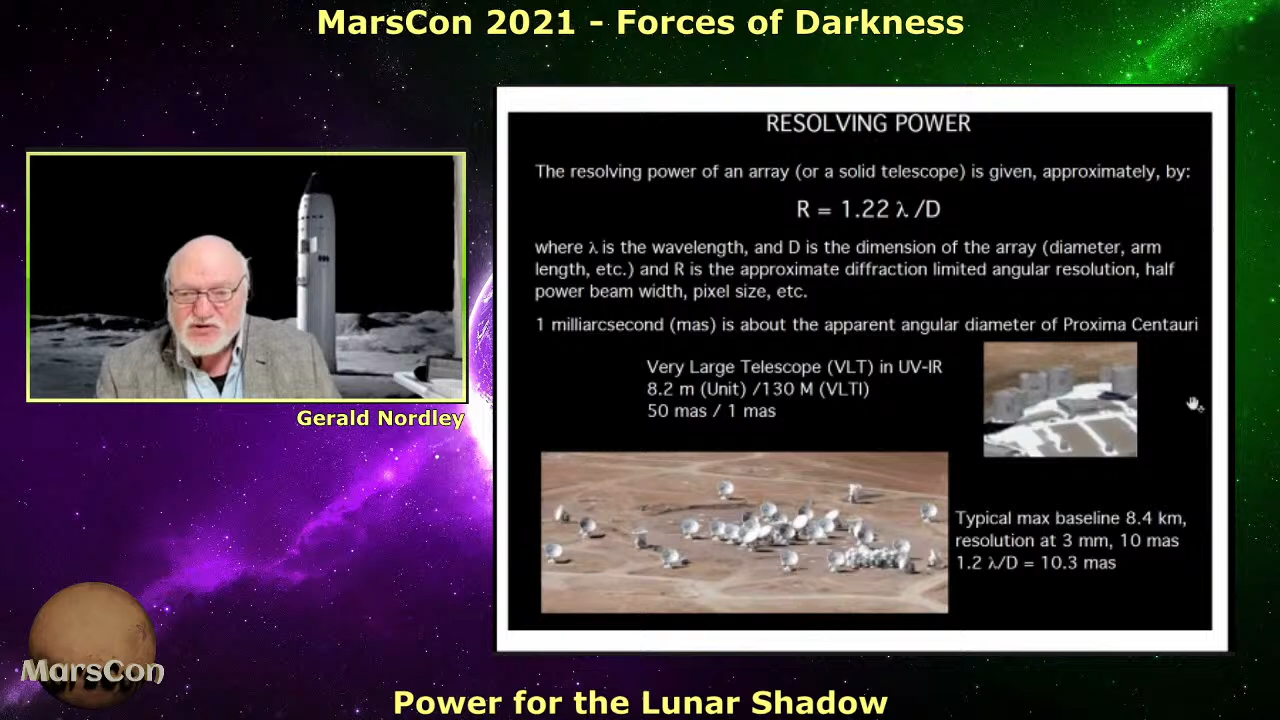 MarsCon 2021 - Forces of Darkness
RESOLVING POWER
The resolving power of an array (or a solid telescope) is given, approximately, by:
R = 1.22 λ /D
where λ is the wavelength, and D is the dimension of the array (diameter, arm
length, etc.) and R is the approximate diffraction limited angular resolution, half
power beam width, pixel size, etc.
1 milliarcsecond (mas) is about the apparent angular diameter of Proxima Centauri
Very Large Telescope (VLT) in UV-IR
8.2 m (Unit) /130 M (VLTI)
50 mas / 1 mas
Typical max baseline 8.4 km,
resolution at 3 mm, 10 mas
1.2 λ/D = 10.3 mas
Gerald Nordley
MarsCon
Power for the Lunar Shadow